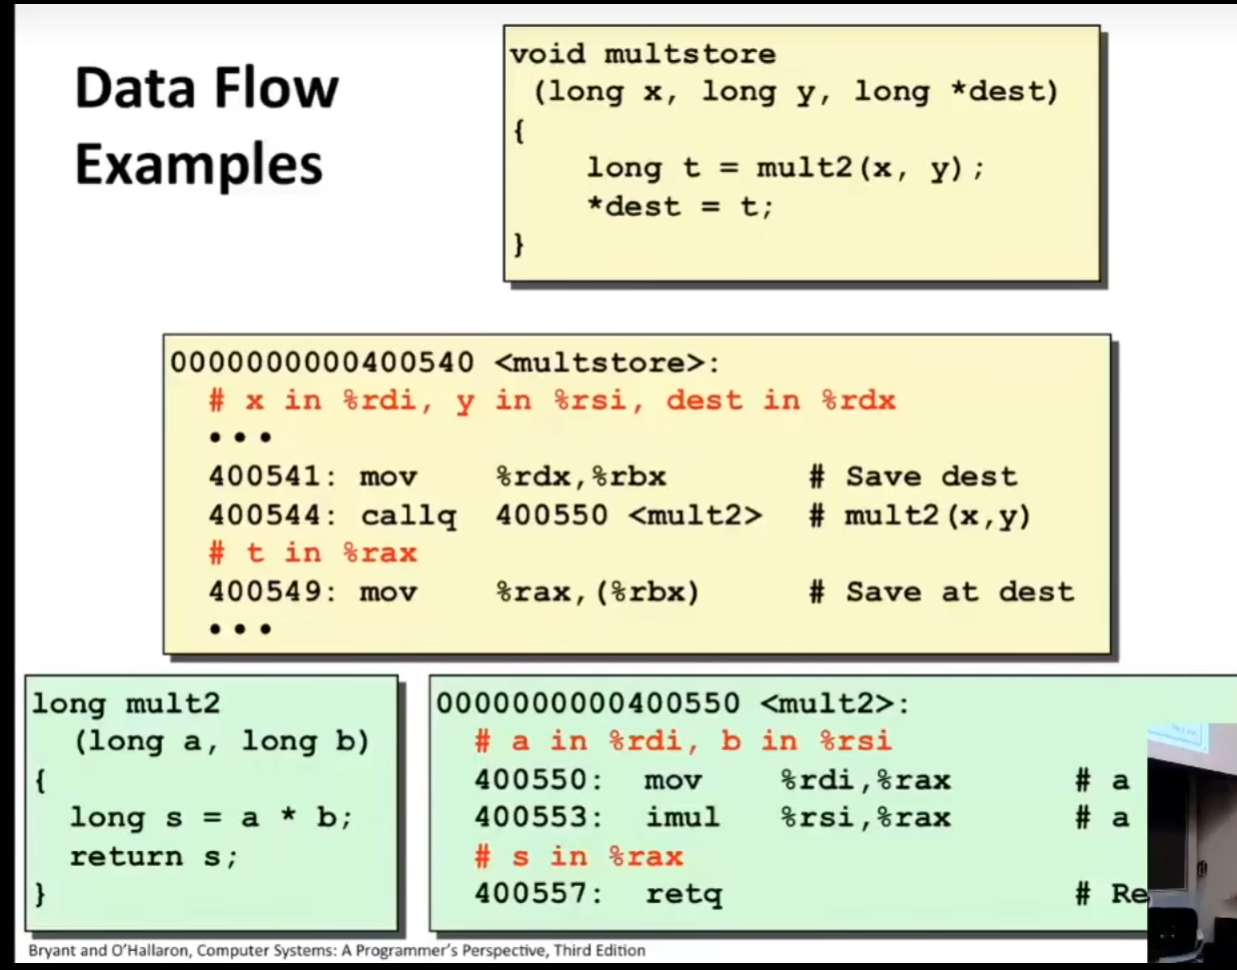 Data Flow
Examples
void multstore
(long x, long y, long *dest)
{
long t = mult2(x, y);
*dest = t;
}
0000000000400540 <multstore>:
# x in %rdi, y in %rsi, dest in %rdx
• • •
400541: mov %rdx,%rbx # Save dest
400544: callq 400550 <mult2> # mult2(x,y)
# t in %rax
400549: mov %rax,(%rbx) # Save at dest
• • •
long mult2
(long a, long b)
{
long s = a * b;
return s;
}
0000000000400550 <mult2>:
# a in %rdi, b in %rsi
400550: mov %rdi,%rax # a
400553: imul %rsi,%rax # a
# s in %rax
400557: retq # Re
Bryant and O'Hallaron, Computer Systems: A Programmer's Perspective, Third Edition